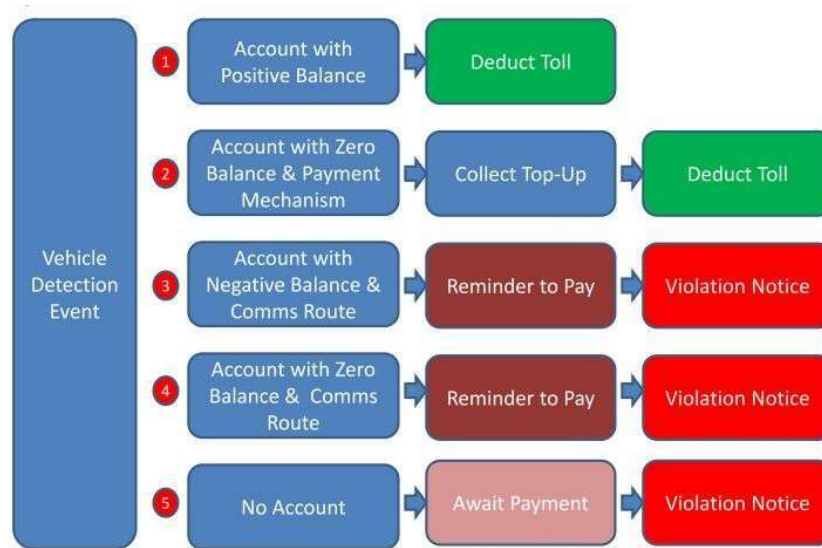 Vehicle
Detection
Event
1
Account with
Positive Balance
Deduct Toll
2
Account with Zero
Balance & Payment
Mechanism
Collect Top-Up
Deduct Toll
3
Account with
Negative Balance &
Comms Route
Reminder to Pay
Violation Notice
4
Account with Zero
Balance & Comms
Route
Reminder to Pay
Violation Notice
5
No Account
Await Payment
Violation Notice